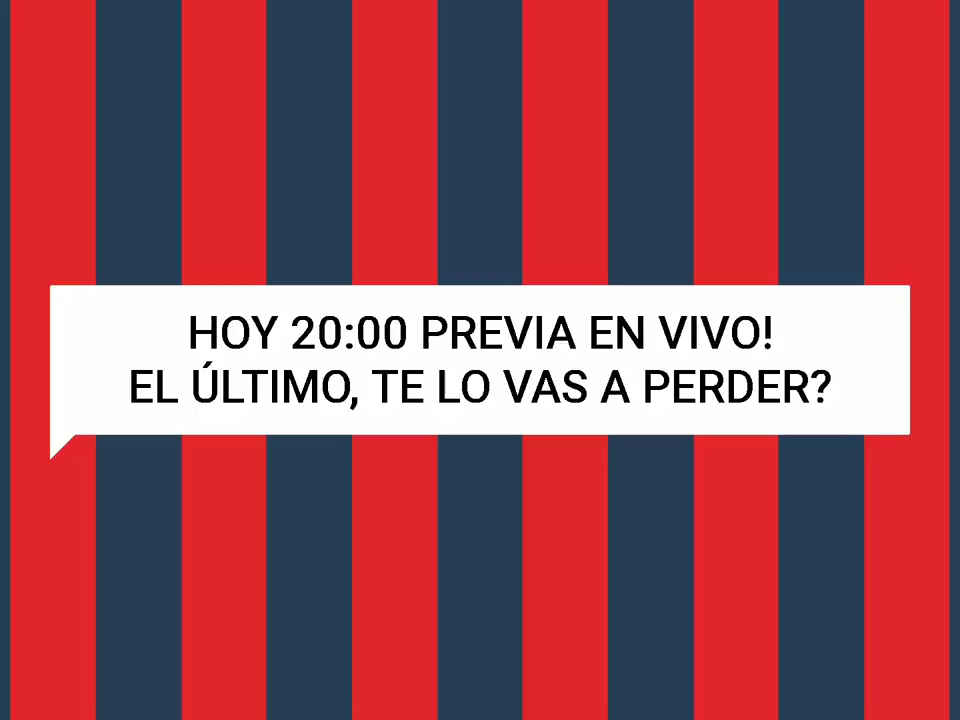 HOY 20:00 PREVIA EN VIVO!
EL ÚLTIMO, TE LO VAS A PERDER?